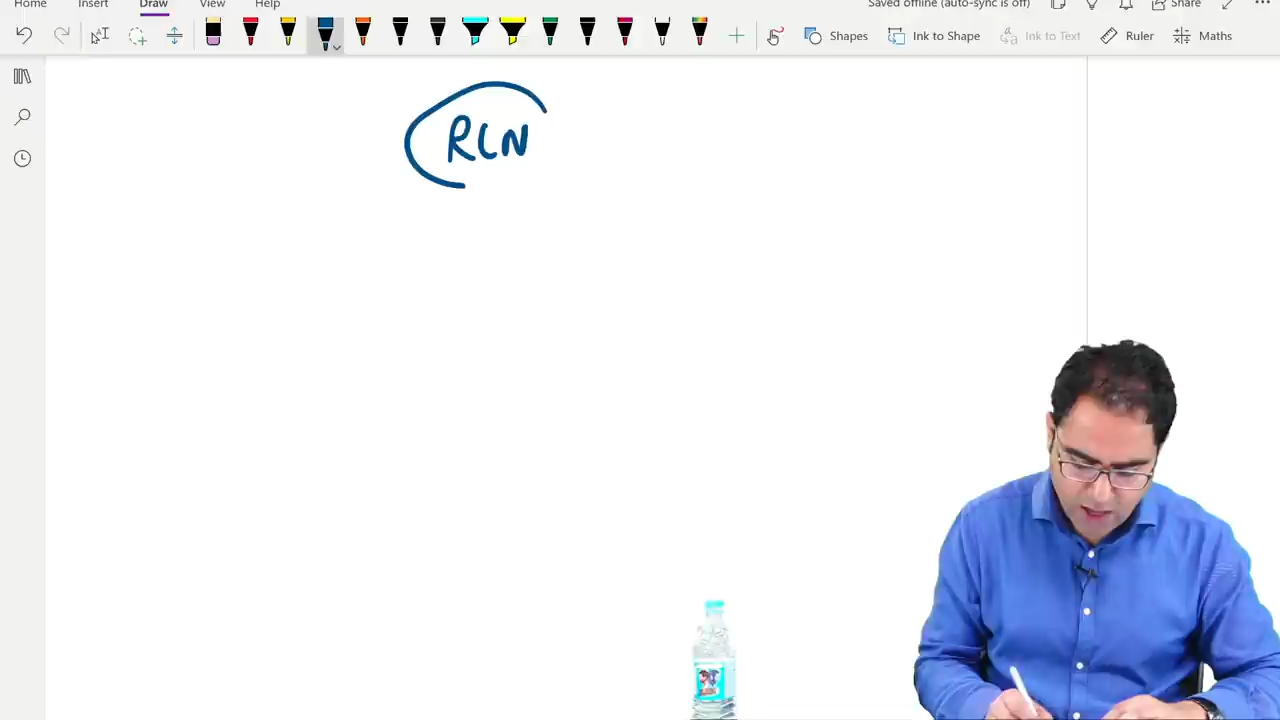 Home Insert Draw View Help Saved offline (auto-sync is off) Share
Shapes Ink to Shape Ink to Text Ruler Maths
RLN